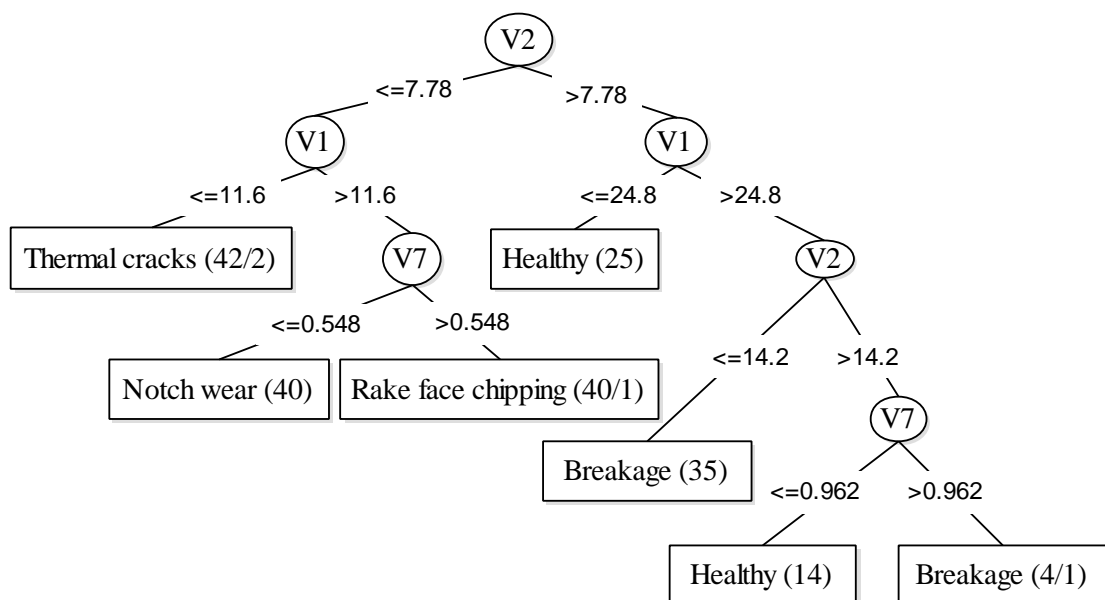 V2
<=7.78
>7.78
V1
V1
<=11.6
>11.6
<=24.8
>24.8
Thermal cracks (42/2)
V7
Healthy (25)
V2
<=0.548
>0.548
<=14.2
>14.2
Notch wear (40)
Rake face chipping (40/1)
V7
Breakage (35)
<=0.962
>0.962
Healthy (14)
Breakage (4/1)